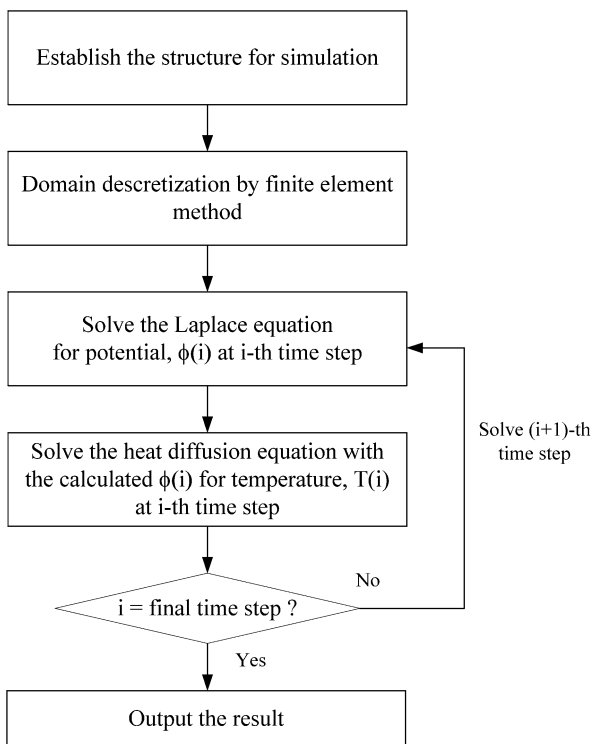 Establish the structure for simulation
Domain descretization by finite element
method
Solve the Laplace equation
for potential, ϕ(i) at i-th time step
Solve (i+1)-th
time step
Solve the heat diffusion equation with
the calculated ϕ(i) for temperature, T(i)
at i-th time step
No
i = final time step ?
Yes
Output the result